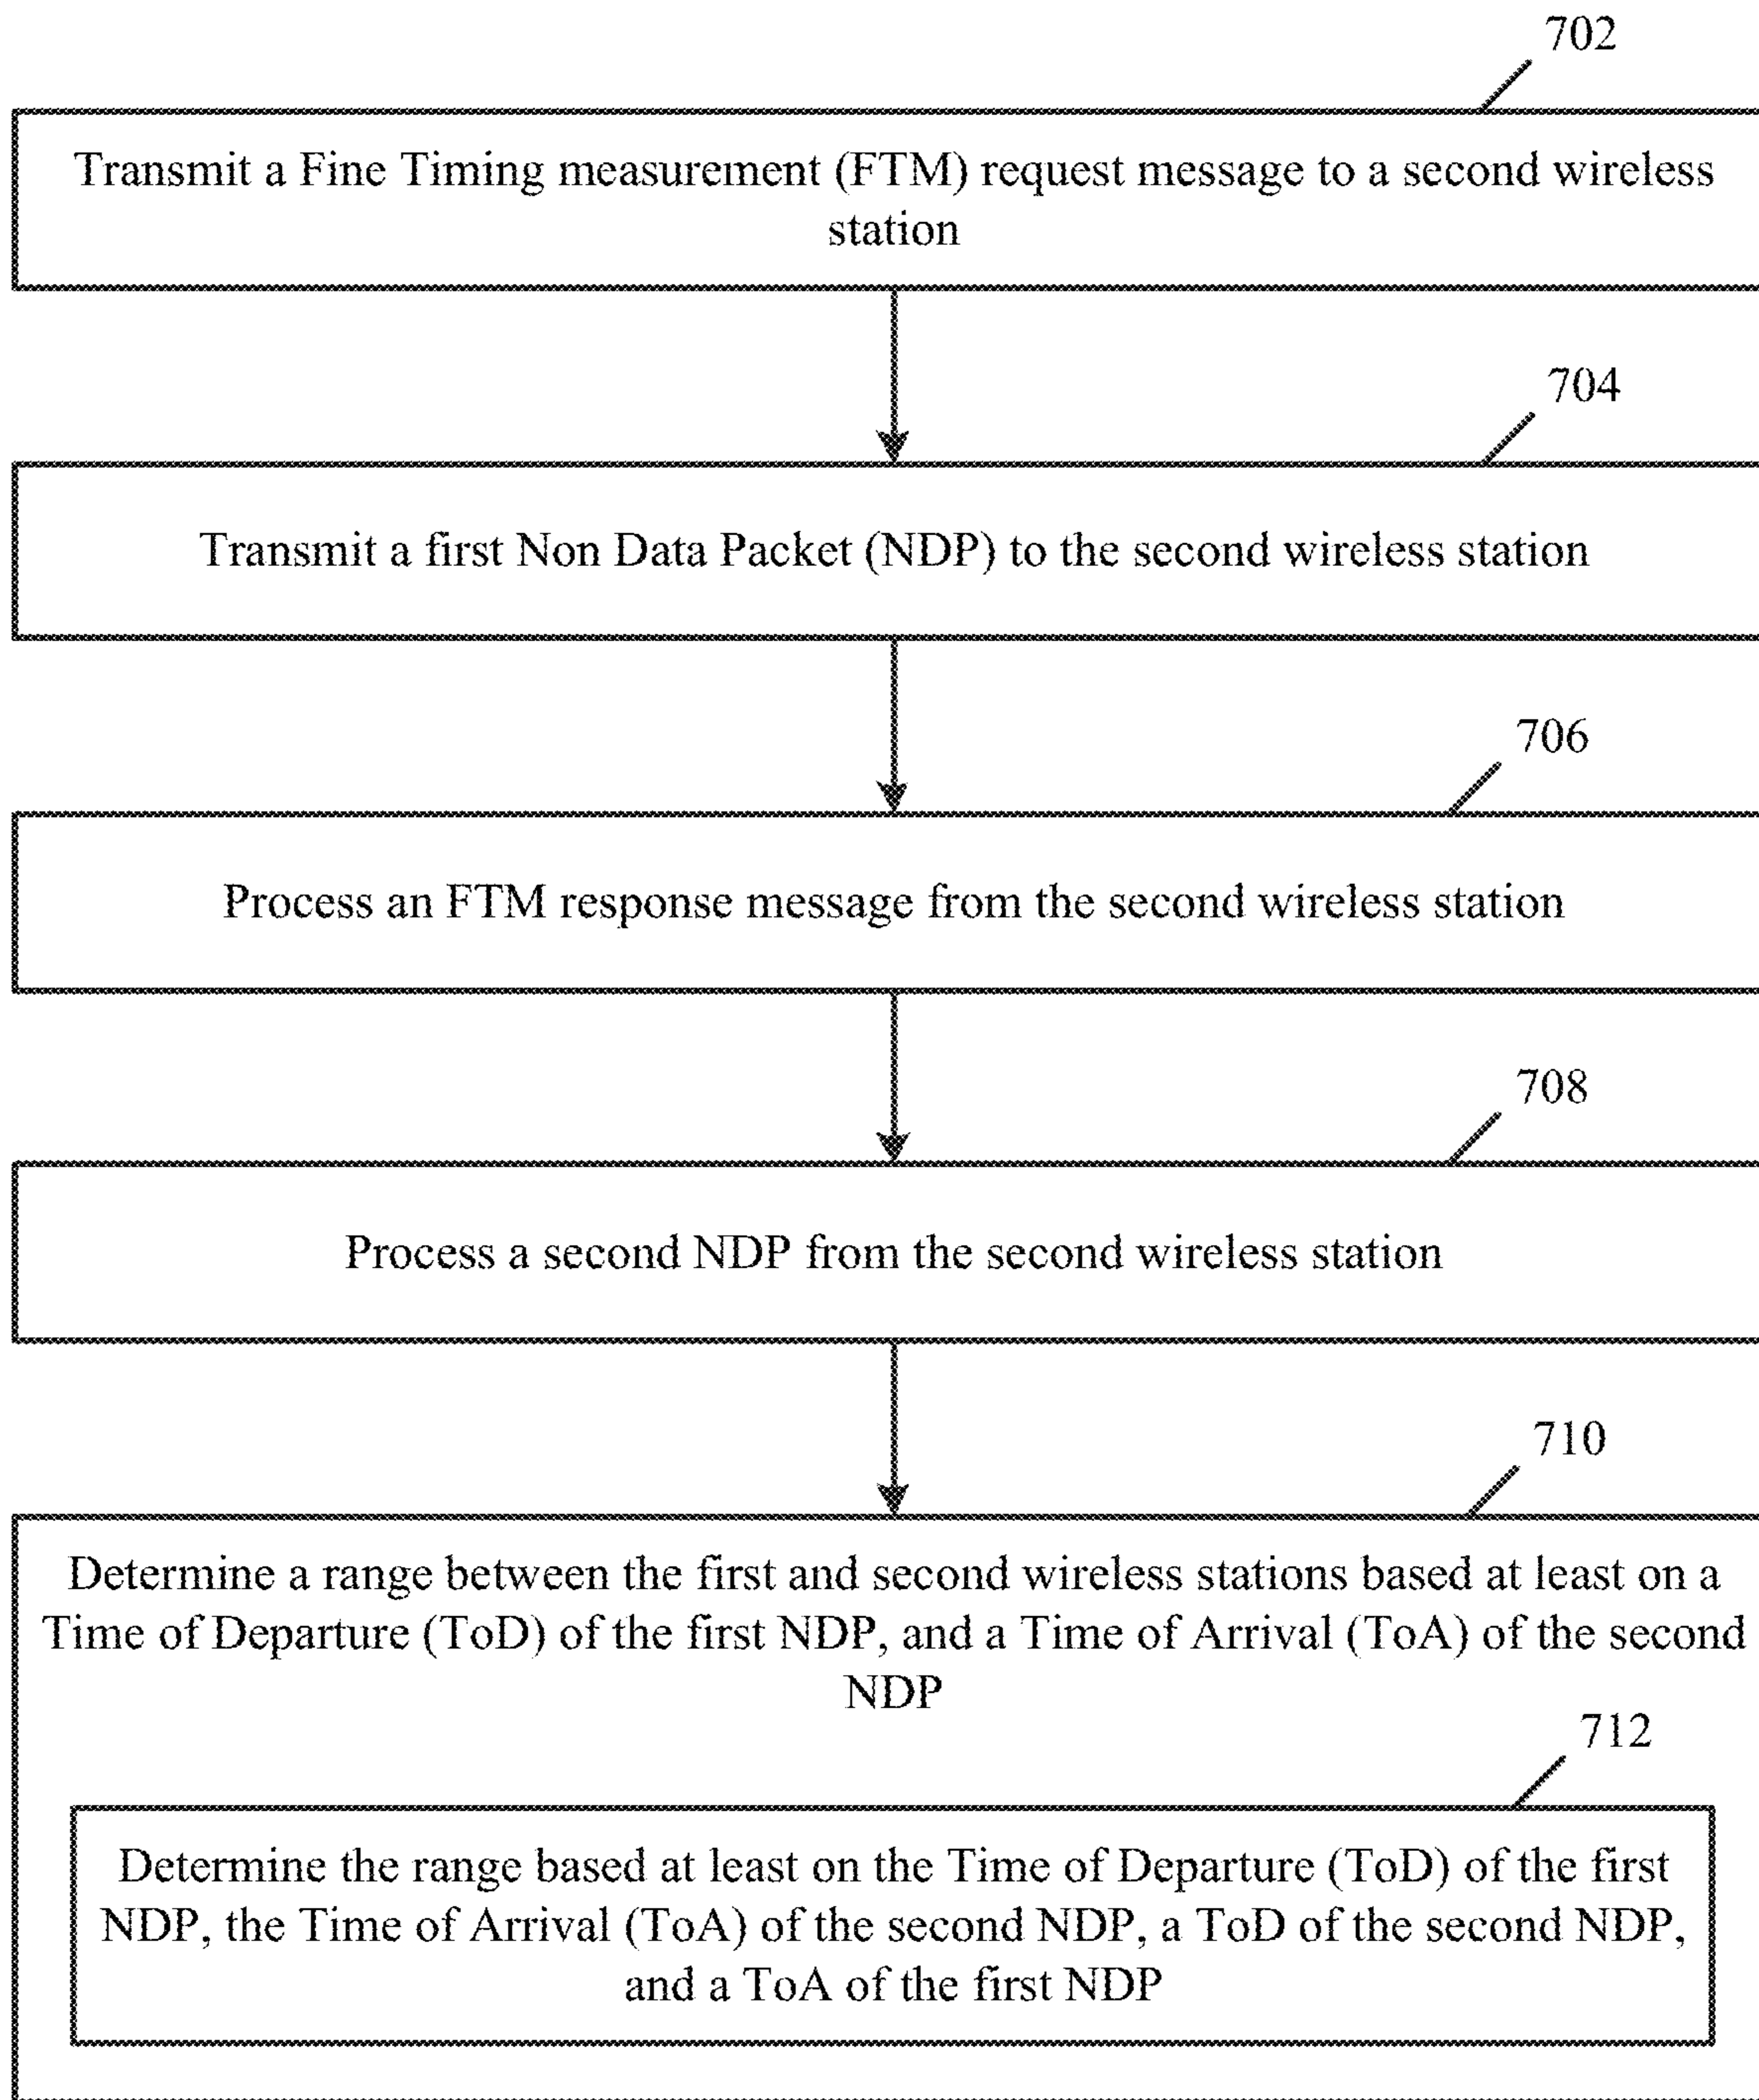 702
Transmit a Fine Timing measurement (FTM) request message to a second wireless
station
704
Transmit a first Non Data Packet (NDP) to the second wireless station
706
Process an FTM response message from the second wireless station
708
Process a second NDP from the second wireless station
710
Determine a range between the first and second wireless stations based at least on a
Time of Departure (ToD) of the first NDP, and a Time of Arrival (ToA) of the second
NDP
712
Determine the range based at least on the Time of Departure (ToD) of the first
NDP, the Time of Arrival (ToA) of the second NDP, a ToD of the second NDP,
and a ToA of the first NDP